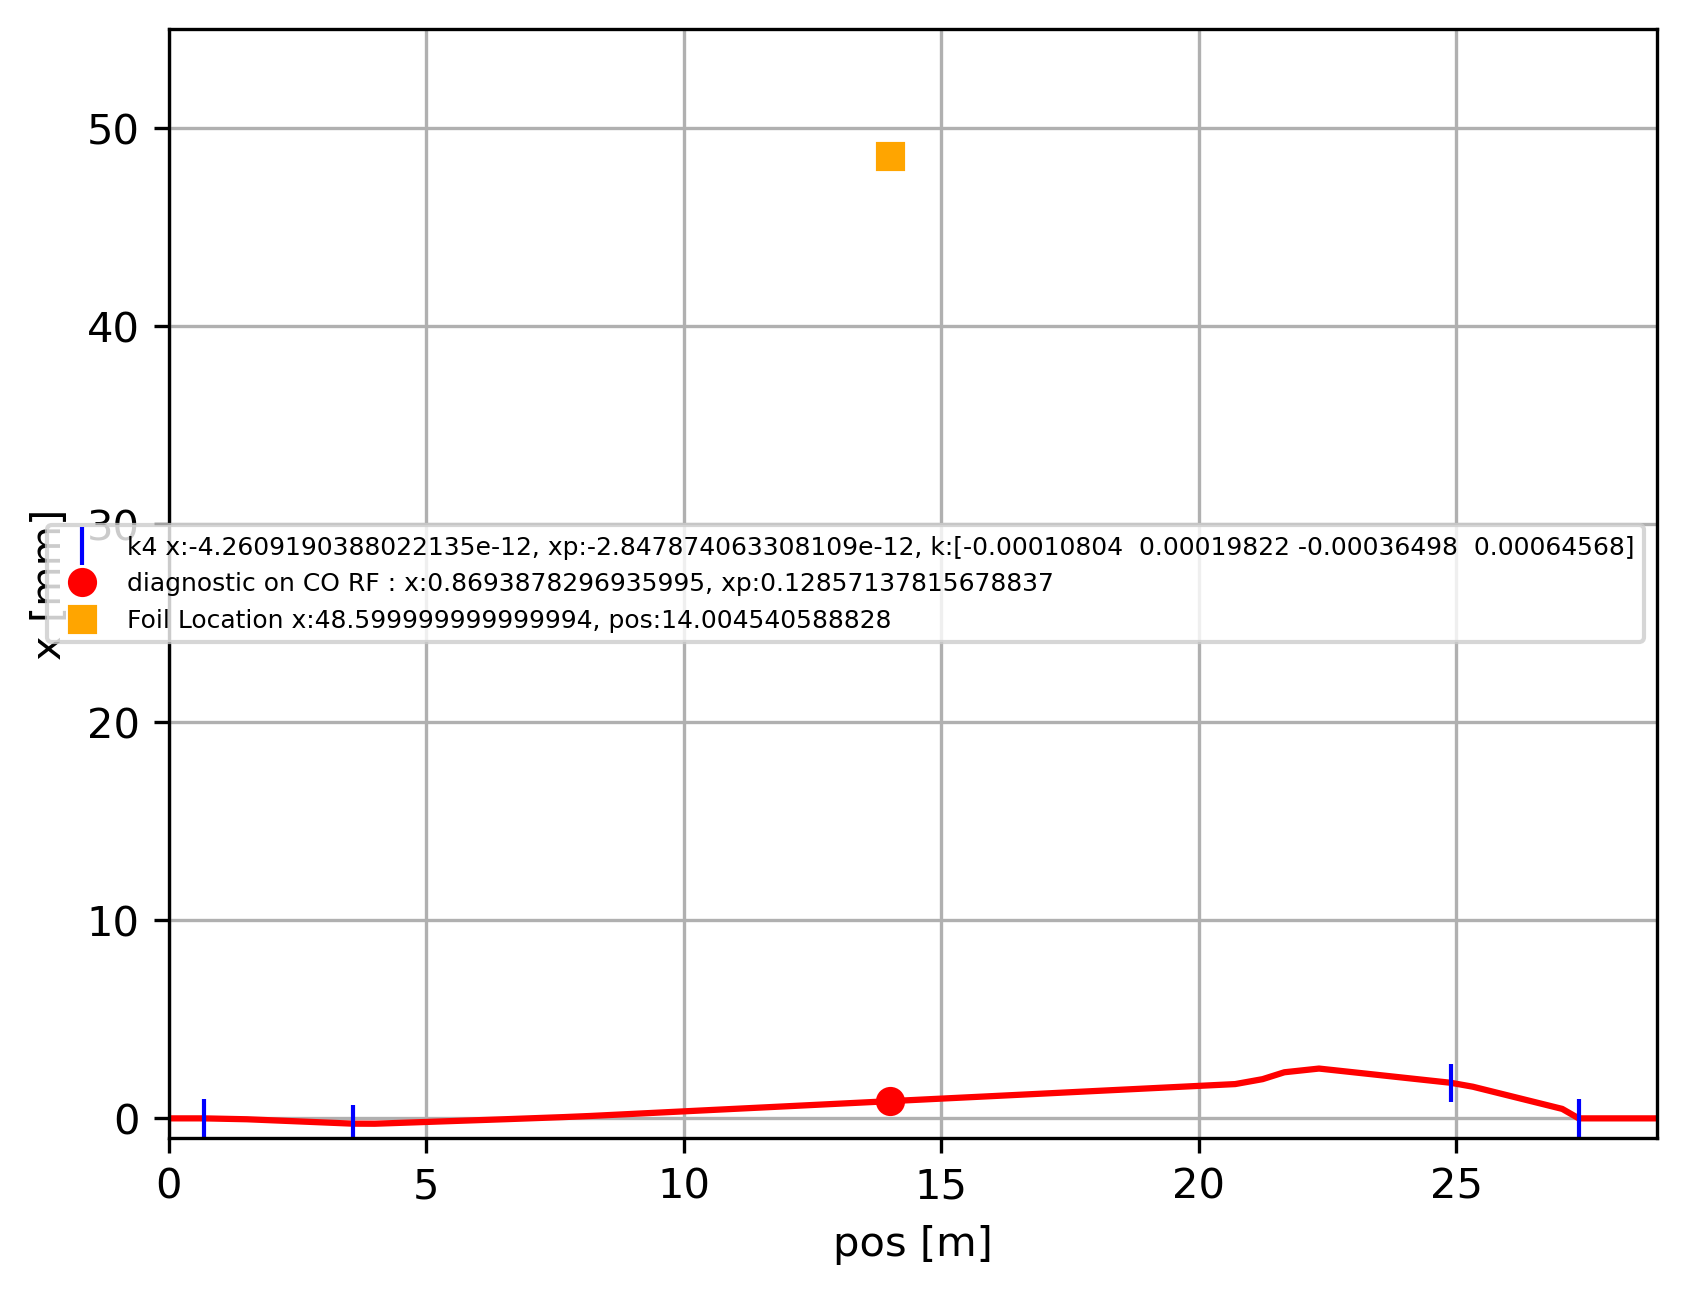 50
40
30
20
10
0
x [mm]
k4 x:-4.2609190388022135e-12, xp:-2.847874063308109e-12, k:[-0.00010804  0.00019822 -0.00036498  0.00064568]
diagnostic on CO RF : x:0.8693878296935995, xp:0.12857137815678837
Foil Location x:48.599999999999994, pos:14.004540588828
0 5 10 15 20 25
pos [m]